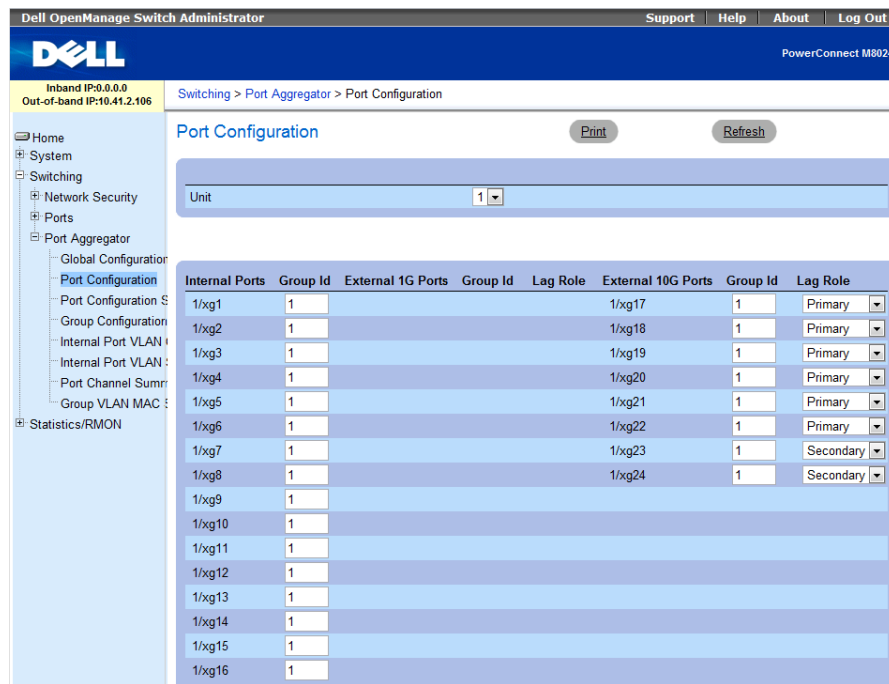 Dell OpenManage Switch Administrator Support Help About Log Out
DELL
PowerConnect M802
Inband IP:0.0.0.0
Out-of-band IP:10.41.2.106
Switching > Port Aggregator > Port Configuration
Home
System
Switching
Network Security
Ports
Port Aggregator
Global Configuration
Port Configuration
Port Configuration S
Group Configuration
Internal Port VLAN
Internal Port VLAN
Port Channel Summ
Group VLAN MAC S
Statistics/RMON
Port Configuration Print Refresh
Unit 1
Internal Ports Group Id External 1G Ports Group Id Lag Role External 10G Ports Group Id Lag Role
1/xg1 1 1/xg17 1 Primary
1/xg2 1 1/xg18 1 Primary
1/xg3 1 1/xg19 1 Primary
1/xg4 1 1/xg20 1 Primary
1/xg5 1 1/xg21 1 Primary
1/xg6 1 1/xg22 1 Primary
1/xg7 1 1/xg23 1 Secondary
1/xg8 1 1/xg24 1 Secondary
1/xg9 1
1/xg10 1
1/xg11 1
1/xg12 1
1/xg13 1
1/xg14 1
1/xg15 1
1/xg16 1